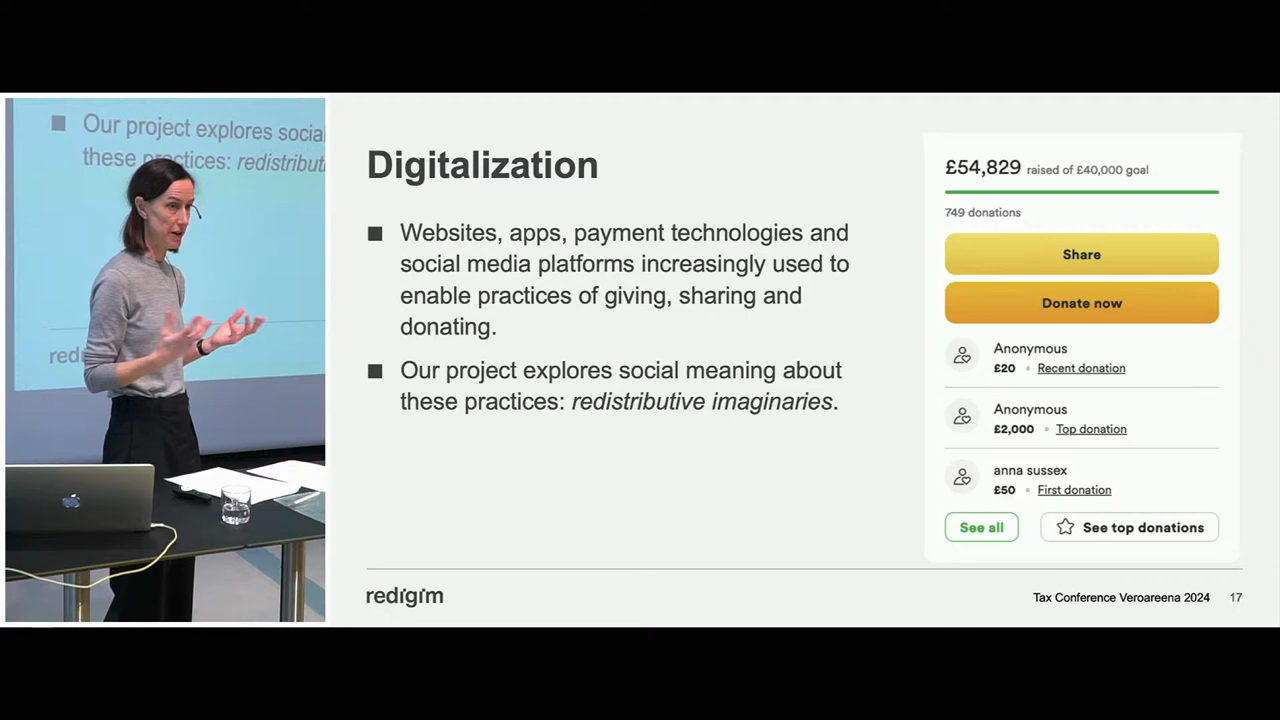 Our project explores social
these practices: redistributi
redi
Digitalization
Websites, apps, payment technologies and
social media platforms increasingly used to
enable practices of giving, sharing and
donating.
Our project explores social meaning about
these practices: redistributive imaginaries.
£54,829 raised of £40,000 goal
749 donations
Share
Donate now
Anonymous
£20 • Recent donation
Anonymous
£2,000 • Top donation
anna sussex
£50 • First donation
See all
See top donations
redigim
Tax Conference Veroareena 2024 17